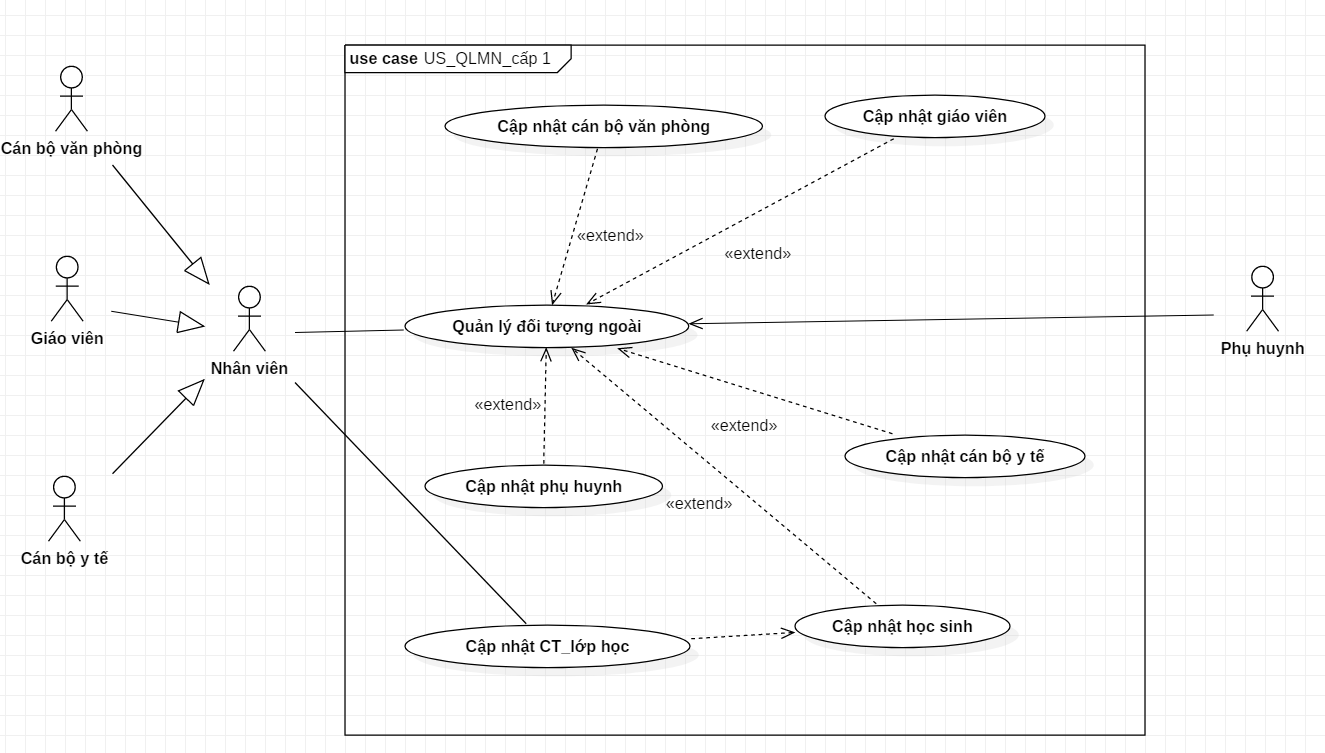 use case US_QLMN_cấp 1
Cán bộ văn phòng
Cập nhật cán bộ văn phòng
Cập nhật giáo viên
«extend»
«extend»
Giáo viên
Nhân viên
Quản lý đối tượng ngoài
Phụ huynh
«extend»
«extend»
Cập nhật cán bộ y tế
Cập nhật phụ huynh
«extend»
Cán bộ y tế
Cập nhật học sinh
Cập nhật CT_lớp học